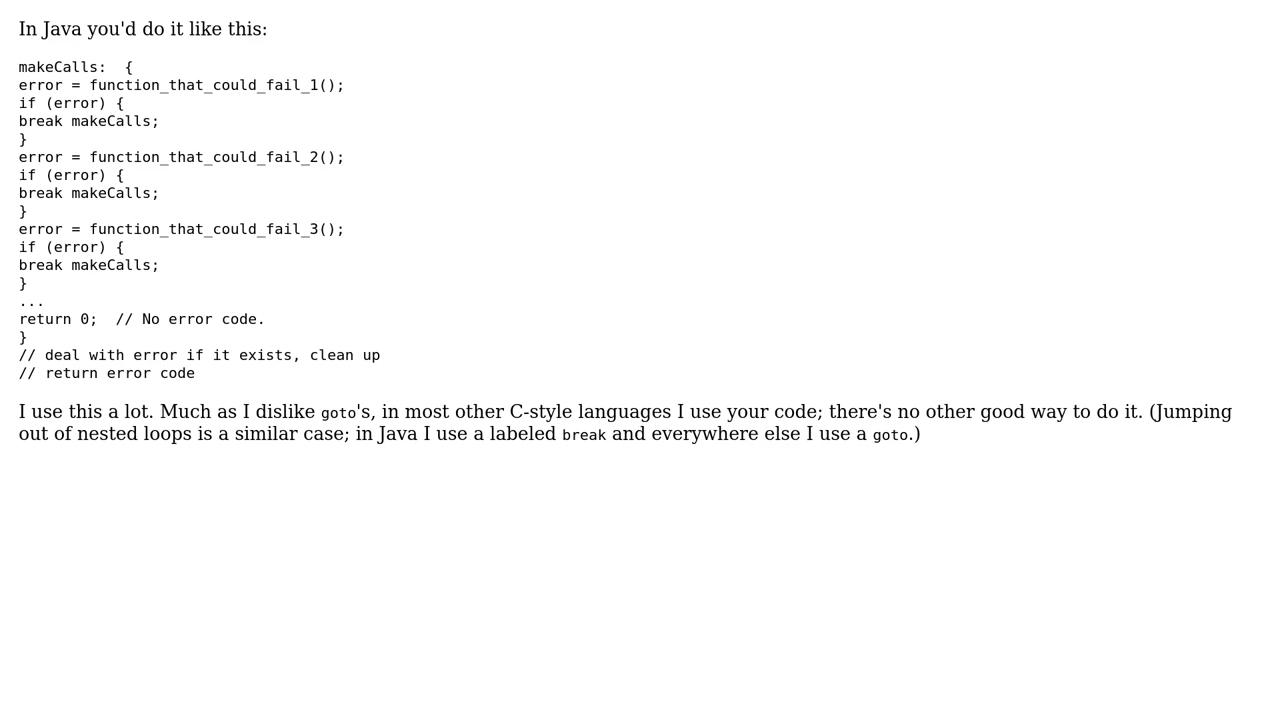 In Java you'd do it like this:
makeCalls:  {
error = function_that_could_fail_1();
if (error) {
break makeCalls;
}
error = function_that_could_fail_2();
if (error) {
break makeCalls;
}
error = function_that_could_fail_3();
if (error) {
break makeCalls;
}
...
return 0;  // No error code.
}
// deal with error if it exists, clean up
// return error code
I use this a lot. Much as I dislike goto's, in most other C-style languages I use your code; there's no other good way to do it. (Jumping
out of nested loops is a similar case; in Java I use a labeled break and everywhere else I use a goto.)